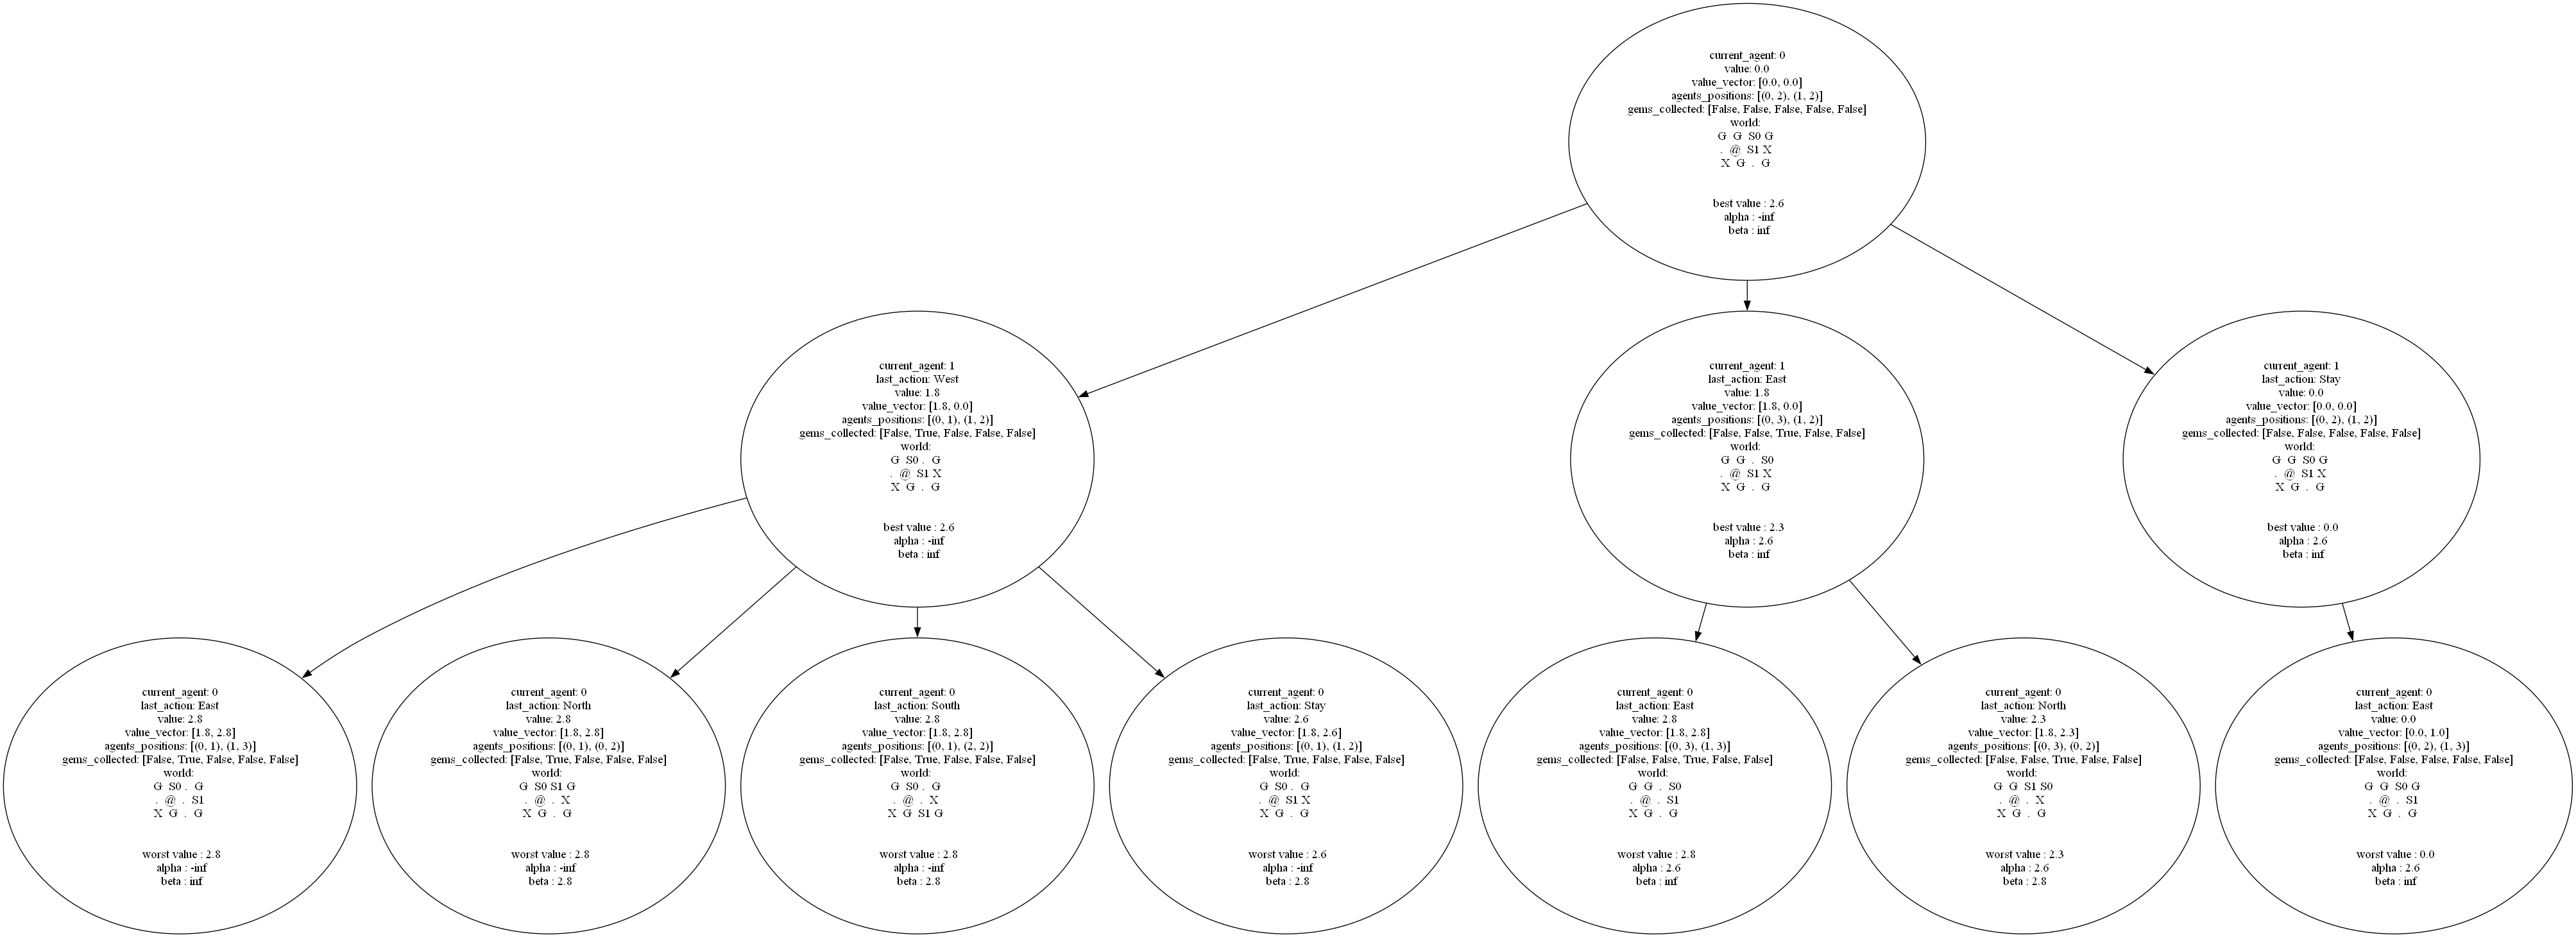 current_agent: 0
value: 0.0
value_vector: [0.0, 0.0]
agents_positions: [(0, 2), (1, 2)]
gems_collected: [False, False, False, False, False]
world:
G G S0 G
. @ S1 X
X G . G
best value : 2.6
alpha : -inf
beta : inf
current_agent: 1
last_action: West
value: 1.8
value_vector: [1.8, 0.0]
agents_positions: [(0, 1), (1, 2)]
gems_collected: [False, True, False, False, False]
world:
G S0 . G
. @ S1 X
X G . G
best value : 2.6
alpha : -inf
beta : inf
current_agent: 1
last_action: East
value: 1.8
value_vector: [1.8, 0.0]
agents_positions: [(0, 3), (1, 2)]
gems_collected: [False, False, True, False, False]
world:
G G . S0
. @ S1 X
X G . G
best value : 2.3
alpha : 2.6
beta : inf
current_agent: 1
last_action: Stay
value: 0.0
value_vector: [0.0, 0.0]
agents_positions: [(0, 2), (1, 2)]
gems_collected: [False, False, False, False, False]
world:
G G S0 G
. @ S1 X
X G . G
best value : 0.0
alpha : 2.6
beta : inf
current_agent: 0
last_action: East
value: 2.8
value_vector: [1.8, 2.8]
agents_positions: [(0, 1), (1, 3)]
gems_collected: [False, True, False, False, False]
world:
G S0 . G
. @ . S1
X G . G
worst value : 2.8
alpha : -inf
beta : inf
current_agent: 0
last_action: North
value: 2.8
value_vector: [1.8, 2.8]
agents_positions: [(0, 1), (0, 2)]
gems_collected: [False, True, False, False, False]
world:
G S0 S1 G
. @ . X
X G . G
worst value : 2.8
alpha : -inf
beta : 2.8
current_agent: 0
last_action: South
value: 2.8
value_vector: [1.8, 2.8]
agents_positions: [(0, 1), (2, 2)]
gems_collected: [False, True, False, False, False]
world:
G S0 . G
. @ . X
X G S1 G
worst value : 2.8
alpha : -inf
beta : 2.8
current_agent: 0
last_action: Stay
value: 2.6
value_vector: [1.8, 2.6]
agents_positions: [(0, 1), (1, 2)]
gems_collected: [False, True, False, False, False]
world:
G S0 . G
. @ S1 X
X G . G
worst value : 2.6
alpha : -inf
beta : 2.8
current_agent: 0
last_action: East
value: 2.8
value_vector: [1.8, 2.8]
agents_positions: [(0, 3), (1, 3)]
gems_collected: [False, False, True, False, False]
world:
G G . S0
. @ . S1
X G . G
worst value : 2.8
alpha : 2.6
beta : inf
current_agent: 0
last_action: North
value: 2.3
value_vector: [1.8, 2.3]
agents_positions: [(0, 3), (0, 2)]
gems_collected: [False, False, True, False, False]
world:
G G S1 S0
. @ . X
X G . G
worst value : 2.3
alpha : 2.6
beta : 2.8
current_agent: 0
last_action: East
value: 0.0
value_vector: [0.0, 1.0]
agents_positions: [(0, 2), (1, 3)]
gems_collected: [False, False, False, False, False]
world:
G G S0 G
. @ . S1
X G . G
worst value : 0.0
alpha : 2.6
beta : inf